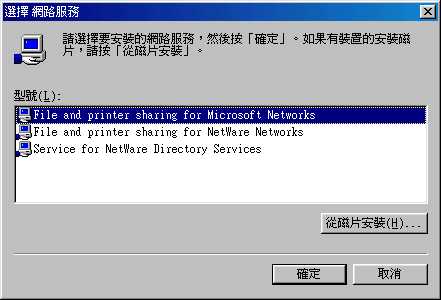 選擇 網路服務
請選擇要安裝的網路服務，然後按「確定」。如果有裝置的安裝磁
片，請按「從磁片安裝」。
型號(L):
File and printer sharing for Microsoft Networks
File and printer sharing for NetWare Networks
Service for NetWare Directory Services
從磁片安裝(H)...
確定
取消